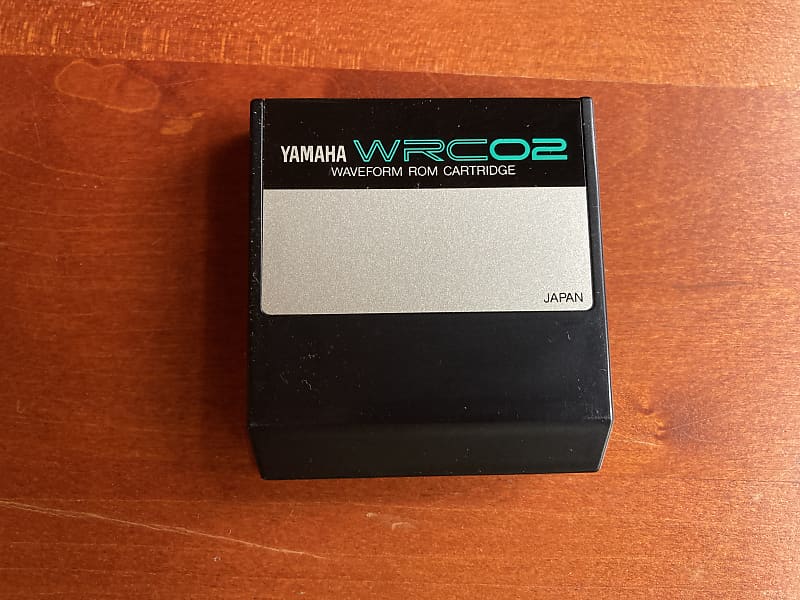 YAMAHA WRC02
WAVEFORM ROM CARTRIDGE
JAPAN